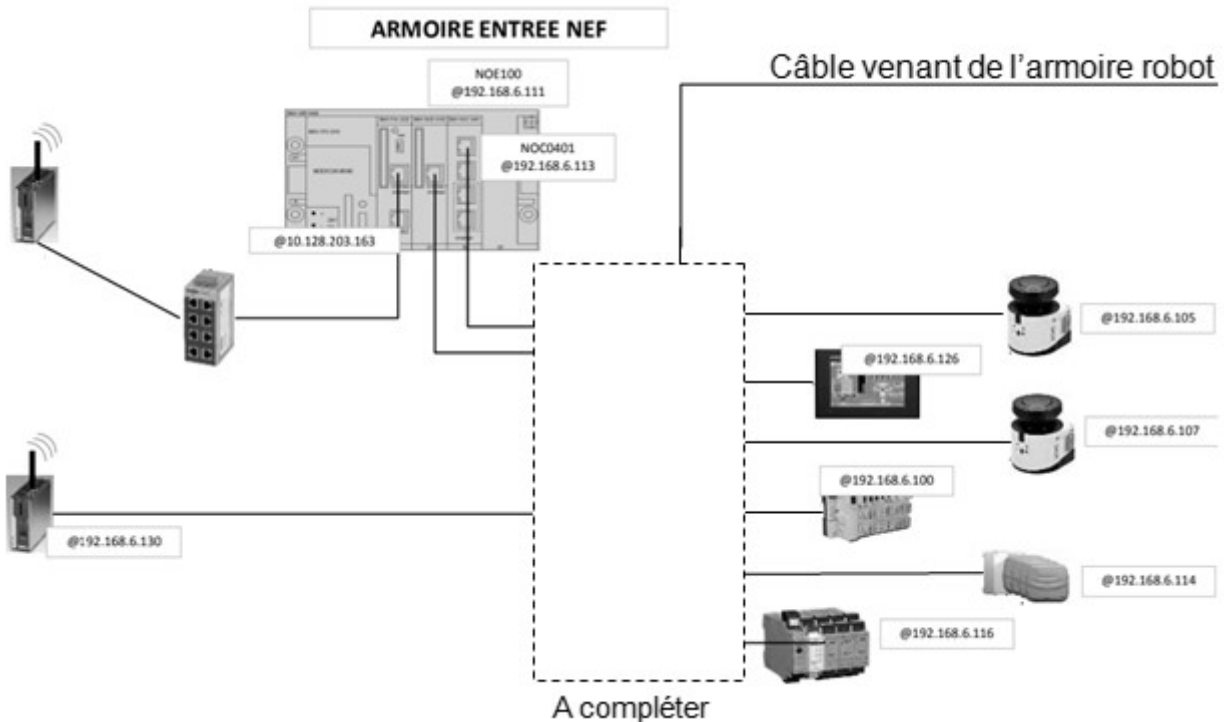 ARMOIRE ENTREE NEF
Câble venant de l'armoire robot
NOE100
@192.168.6.111
NOC0401
@192.168.6.113
@10.128.203.163
@192.168.6.105
@192.168.6.126
@192.168.6.107
@192.168.6.100
@192.168.6.130
@192.168.6.114
@192.168.6.116
A compléter